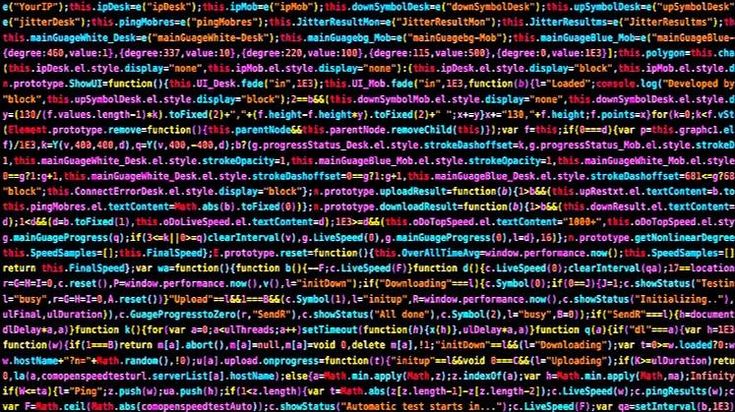 e("YourIP");this.ipDesk=e("ipDesk");this.ipMob=e("ipMob");this.downSymbolDesk=e("downSymbolDesk");this.upSymbolDesk=e("upSymbolDesk")
e("jitterDesk");this.pingMobres=e("pingMobres");this.JitterResultMon=e("JitterResultMon");this.JitterResultms=e("JitterResultms");th
this.mainGuageWhite_Desk=e("mainGuageWhite-Desk");this.mainGuagebg_Mob=e("mainGuagebg-Mob");this.mainGuageBlue_Mob=e("mainGuageBlue-
{degree:460,value:1},{degree:337,value:10},{degree:220,value:100},{degree:115,value:500},{degree:0,value:1E3}];this.polygon=this.cha
(this.ipDesk.el.style.display="none",this.ipMob.el.style.display="none"):(this.ipDesk.el.style.display="block",this.ipMob.el.style.d
n.prototype.ShowUI=function(){this.UI_Desk.fade("in",1E3);this.UI_Mob.fade("in",1E3,function(b){l="Loaded";console.log("Developed by
"block",this.upSymbolDesk.el.style.display="block");2==b&&(this.downSymbolMob.el.style.display="none",this.downSymbolDesk.el.style.d
y=(130/(f.values.length-1)*k).toFixed(2)+","+(f.height-f.height*y).toFixed(2)+" ";x+=y}x+="130,"+f.height;f.points=x}for(k=0;k<f.v
(Element.prototype.remove=function(){this.parentNode&&this.parentNode.removeChild(this)});var f=this;if(0===d){var p=this.graphc1.el
f)/1E3,k=Y(v,400,400,d),q=Y(v,400,-400,d);b?(g.progressStatus_Desk.el.style.strokeDashoffset=k,g.progressStatus_Mob.el.style.strokeD
1,this.mainGuageBlue_Desk.el.style.strokeOpacity=1,this.mainGuageWhite_Desk.el.style.strokeOpacity=1,this.mainGuageBlue_Mob.el.style
0==g?1:g+1,this.mainGuageWhite_Desk.el.style.strokeDashoffset=0==g?1:g+1,this.mainGuageBlue_Mob.el.style.strokeDashoffset=681<=g?68
"block";this.ConnectErrorDesk.el.style.display="block"};n.prototype.uploadResult=function(b){1>b&&(this.upRestxt.el.textContent=b.to
this.pingMobres.el.textContent=Math.abs(b).toFixed(0))};n.prototype.downloadResult=function(b){1>b&&(this.downResult.el.textContent=
d);1<d&&(d=b.toFixed(1),this.oDoLiveSpeed.el.textContent=d);1E3>=d&&(this.oDoTopSpeed.el.textContent="1000+",this.oDoTopSpeed.el.sty
g.mainGuageProgress(q);if(3<=k||0>=q)clearInterval(v),g.LiveSpeed(0),g.mainGaugeProgress(0),l=d},16)};n.prototype.getNonlinearDegree
this.SpeedSamples=[];this.FinalSpeed};E.prototype.reset=function(){this.OverAllTimeAvg=window.performance.now();this.SpeedSamples=[]
return this.FinalSpeed};var wa=function(){function b(){--F;c.LiveSpeed(F)}function d(){c.LiveSpeed(0);clearInterval(qa);17==location
r=G=H=I=0,c.reset(),P=window.performance.now(),v(),l="initDown");if("Downloading"===l){c.Symbol(0);if(0==J)J=1;c.showStatus("Testin
l="busy",r=G=H=I=0,A.reset())}"Upload"==l&&1===B&&(c.Symbol(1),l="initup",R=window.performance.now(),c.showStatus("Initializing..")
ulFinal,ulDuration)),c.GuageProgresstoZero(r,"SendR"),c.showStatus("All done"),c.Symbol(2),l="busy",B=0));if("SendR"===l){h=document
dlDelay*a,a)}function k(){for(var a=0;a<ulThreads;a++)setTimeout(function(h){x(h)},ulDelay*a,a)}function q(a){if("dl"===a){var h=1E3
function(w){if(1===B)return m[a].abort(),m[a]=null,m[a]=void 0,delete m[a],!1;"initDown"==l&&(l="Downloading");var t=0>=w.loaded?0:w
w.hostName+"?n="+Math.random(),!0);u[a].upload.onprogress=function(t){"initup"==l&&void 0===C&&(l="Uploading");if(K>=ulDuration)retu
0,la(a,comopenspeedtesturl.serverList[a].hostName);else{a=Math.min.apply(Math,z);z.indexOf(a);var h=Math.min.apply(Math,ma);Infinity
if(W<=ta){l="Ping";z.push(w);ua.push(h);if(1<z.length){var t=Math.abs(z[z.length-1]-z[z.length-2]);c.LiveSpeed(w);c.pingResults(w);c
var F=Math.ceil(Math.abs(comopenspeedtestAuto));c.showStatus("Automatic test starts in...");c.LiveSpeed(F);var qa=setInterval(b,1E3)